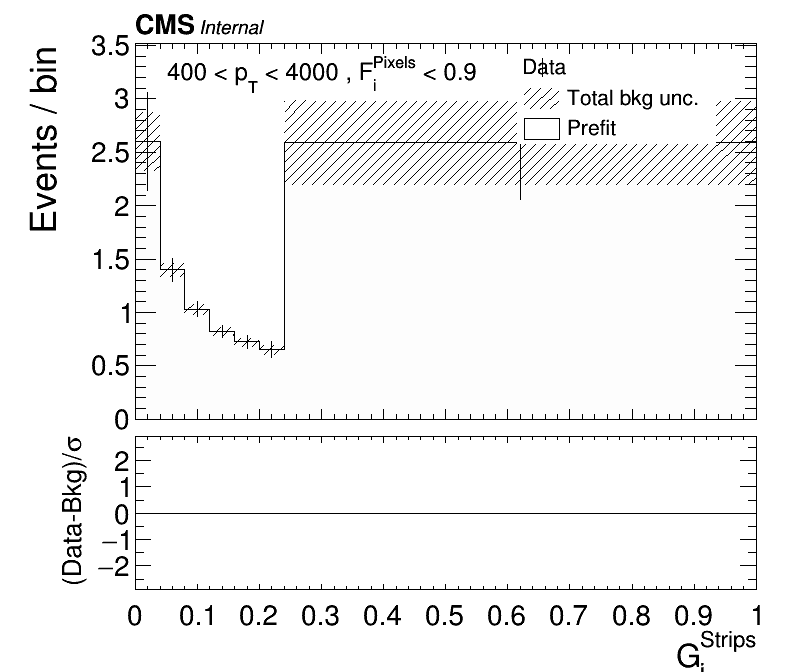 CMS Internal
400 < p_T < 4000 , F_i^Pixels < 0.9
Data
Total bkg unc.
Prefit
Events / bin
3.5
3
2.5
2
1.5
1
0.5
0
(Data-Bkg)/σ
2
1
0
−1
−2
0 0.1 0.2 0.3 0.4 0.5 0.6 0.7 0.8 0.9 1
G_i^Strips